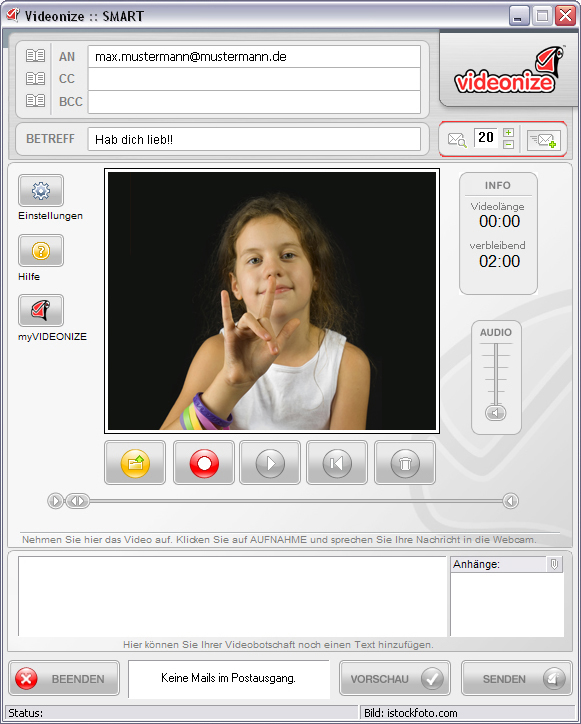 Videonize :: SMART
AN max.mustermann@mustermann.de
CC
BCC
videonize
BETREFF Hab dich lieb!!
20
Einstellungen
Hilfe
myVIDEONIZE
INFO
Videolänge
00:00
verbleibend
02:00
AUDIO
Nehmen Sie hier das Video auf. Klicken Sie auf AUFNAHME und sprechen Sie Ihre Nachricht in die Webcam.
Anhänge:
Hier können Sie Ihrer Videobotschaft noch einen Text hinzufügen.
BEENDEN
Keine Mails im Postausgang.
VORSCHAU
SENDEN
Status:
Bild: istockfoto.com